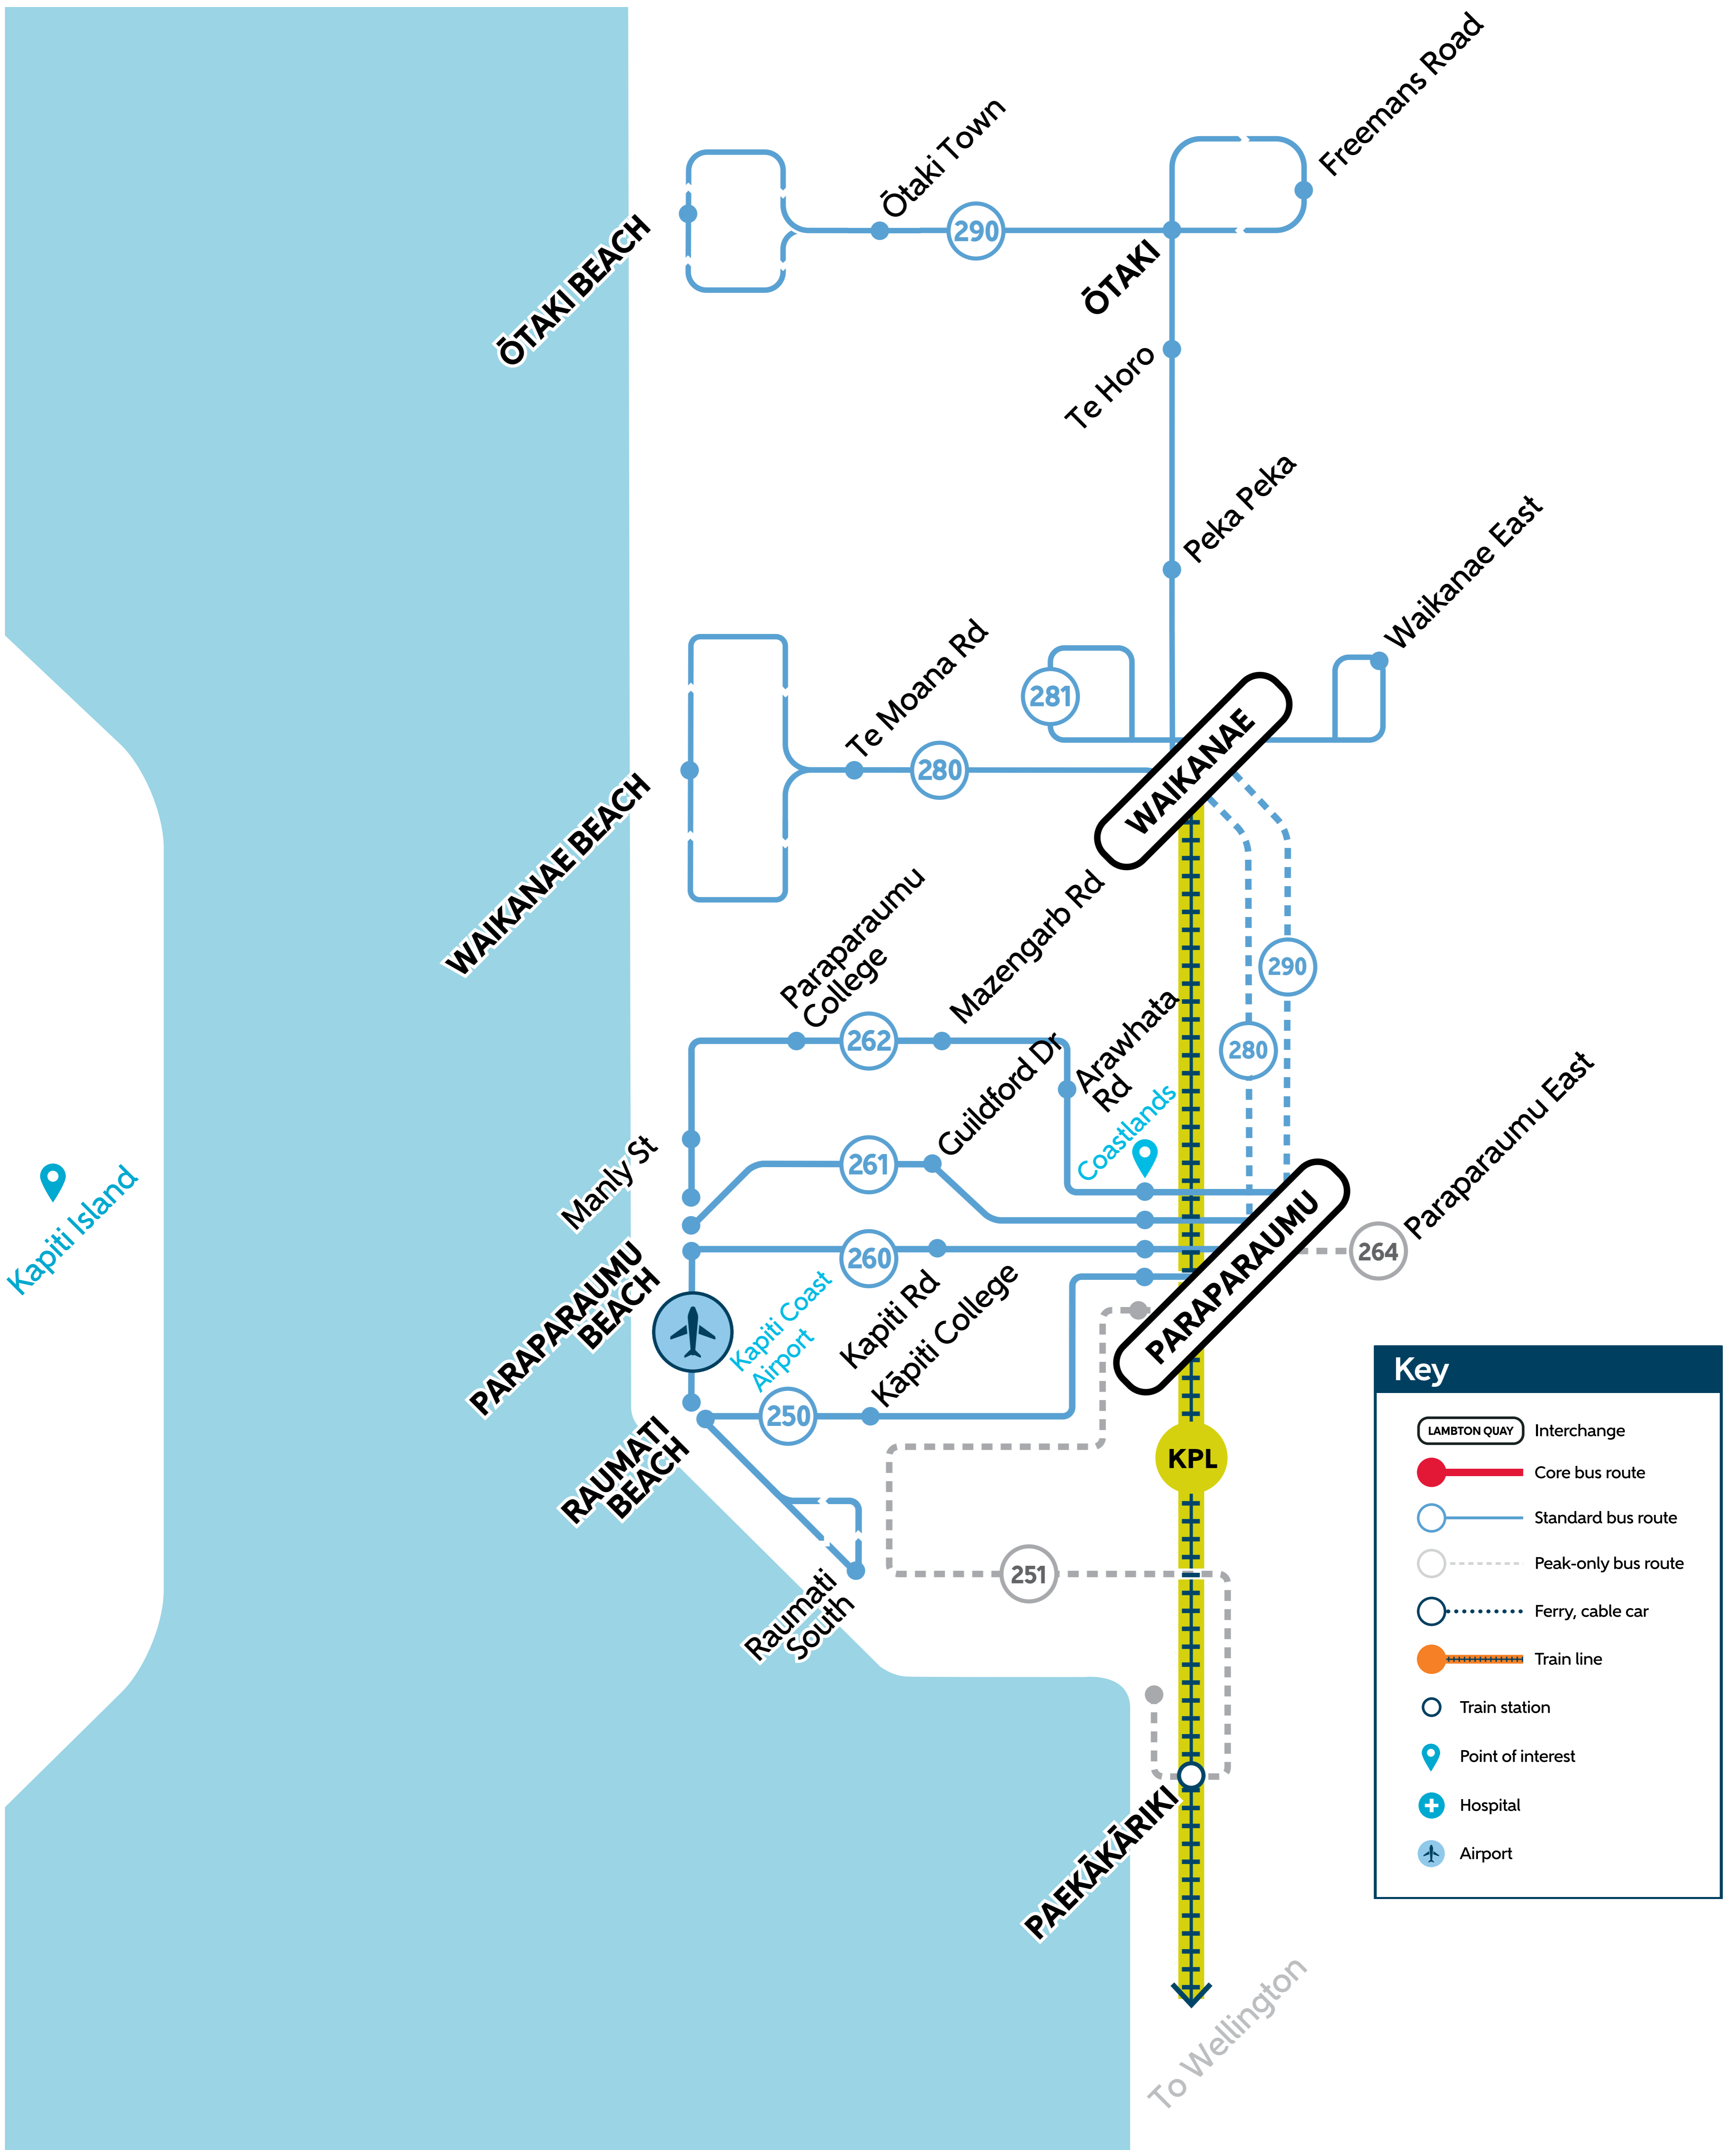 Freemans Road
Ōtaki Town
290
ŌTAKI BEACH
ŌTAKI
Te Horo
Peka Peka
Waikanae East
Te Moana Rd
281
280
WAIKANAE
WAIKANAE BEACH
Paraparaumu
College
Mazengarb Rd
290
262
280
Arawhata
Rd
Guildford Dr
Coastlands
Paraparaumu East
Manly St
261
Kapiti Island
260
264
PARAPARAUMU
PARAPARAUMU
BEACH
Kapiti Coast
Airport
Kapiti Rd
Kāpiti College
250
RAUMATI
BEACH
KPL
251
Raumati
South
PAEKĀKĀRIKI
To Wellington
Key
LAMBTON QUAY
Interchange
Core bus route
Standard bus route
Peak-only bus route
Ferry, cable car
Train line
Train station
Point of interest
Hospital
Airport